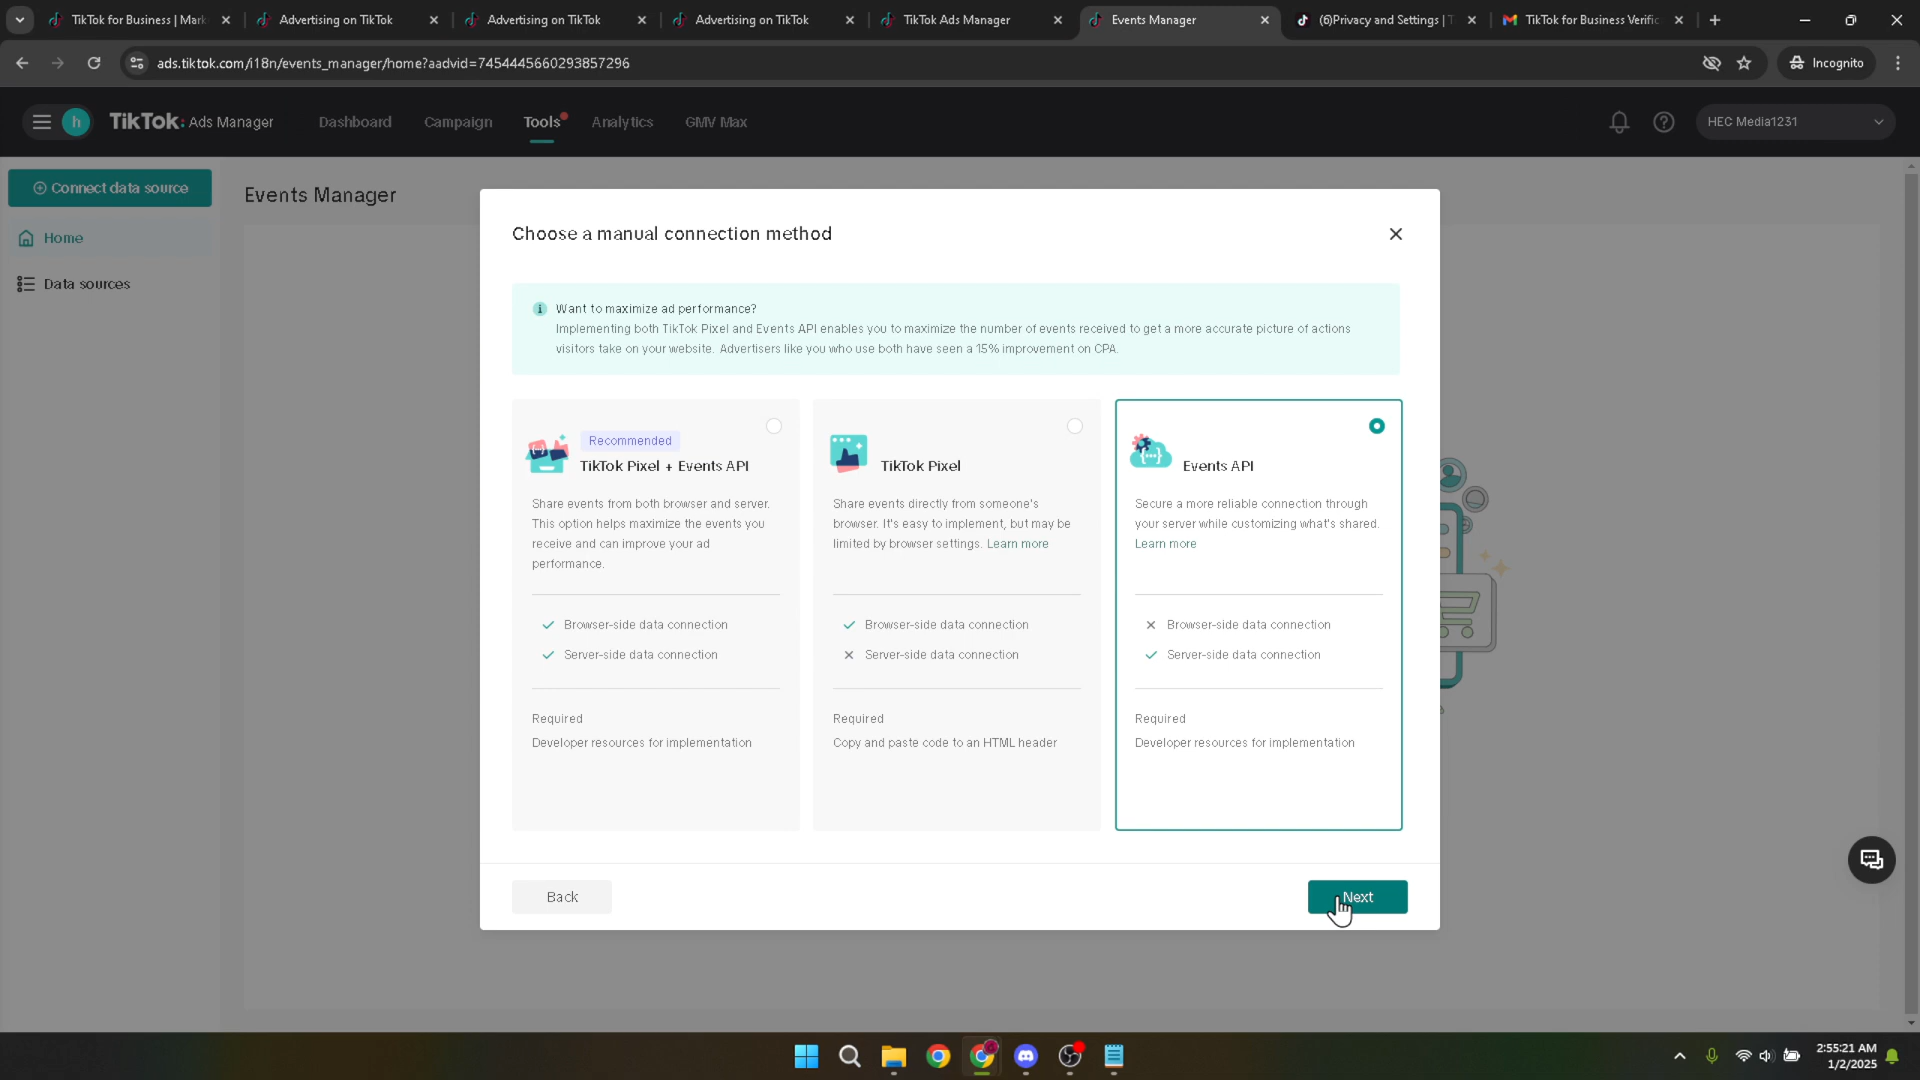 TikTok for Business | Mark
Advertising on TikTok
Advertising on TikTok
Advertising on TikTok
TikTok Ads Manager
Events Manager
(6)Privacy and Settings | T
TikTok for Business Verific
ads.tiktok.com/i18n/events_manager/home?aadvid=7454445660293857296
Incognito
h
TikTok: Ads Manager
Dashboard
Campaign
Tools
Analytics
GMV Max
HEC Media1231
Connect data source
Home
Data sources
Events Manager
Choose a manual connection method
Want to maximize ad performance?
Implementing both TikTok Pixel and Events API enables you to maximize the number of events received to get a more accurate picture of actions
visitors take on your website. Advertisers like you who use both have seen a 15% improvement on CPA.
Recommended
TikTok Pixel + Events API
Share events from both browser and server.
This option helps maximize the events you
receive and can improve your ad
performance.
Browser-side data connection
Server-side data connection
Required
Developer resources for implementation
TikTok Pixel
Share events directly from someone's
browser. It's easy to implement, but may be
limited by browser settings. Learn more
Browser-side data connection
Server-side data connection
Required
Copy and paste code to an HTML header
Events API
Secure a more reliable connection through
your server while customizing what's shared.
Learn more
Browser-side data connection
Server-side data connection
Required
Developer resources for implementation
Back
Next
2:55:21 AM
1/2/2025